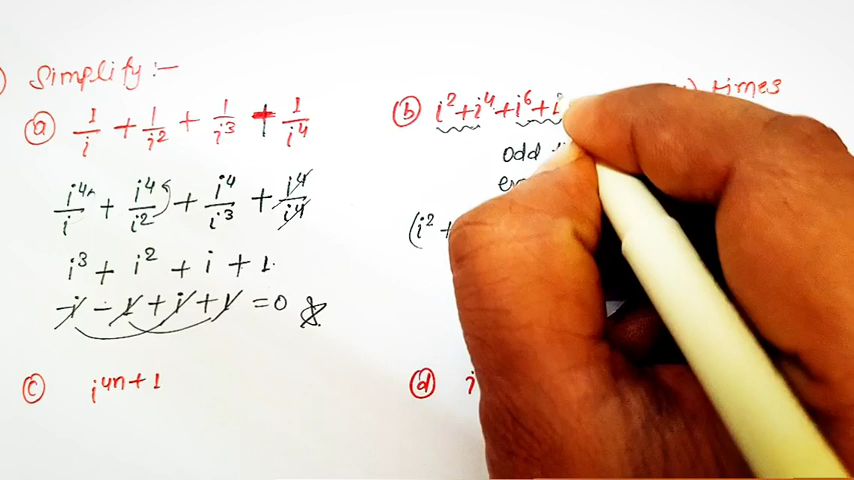 Simplify :-
(a) 1/i + 1/i² + 1/i³ + 1/i⁴
i⁴/i + i⁴/i² + i⁴/i³ + i⁴/i⁴
i³ + i² + i + 1
-i - 1 + i + 1 = 0
(c) i⁴ⁿ + 1
(b) i² + i⁴ + i⁶ + i times
odd
(i² +
(d) i